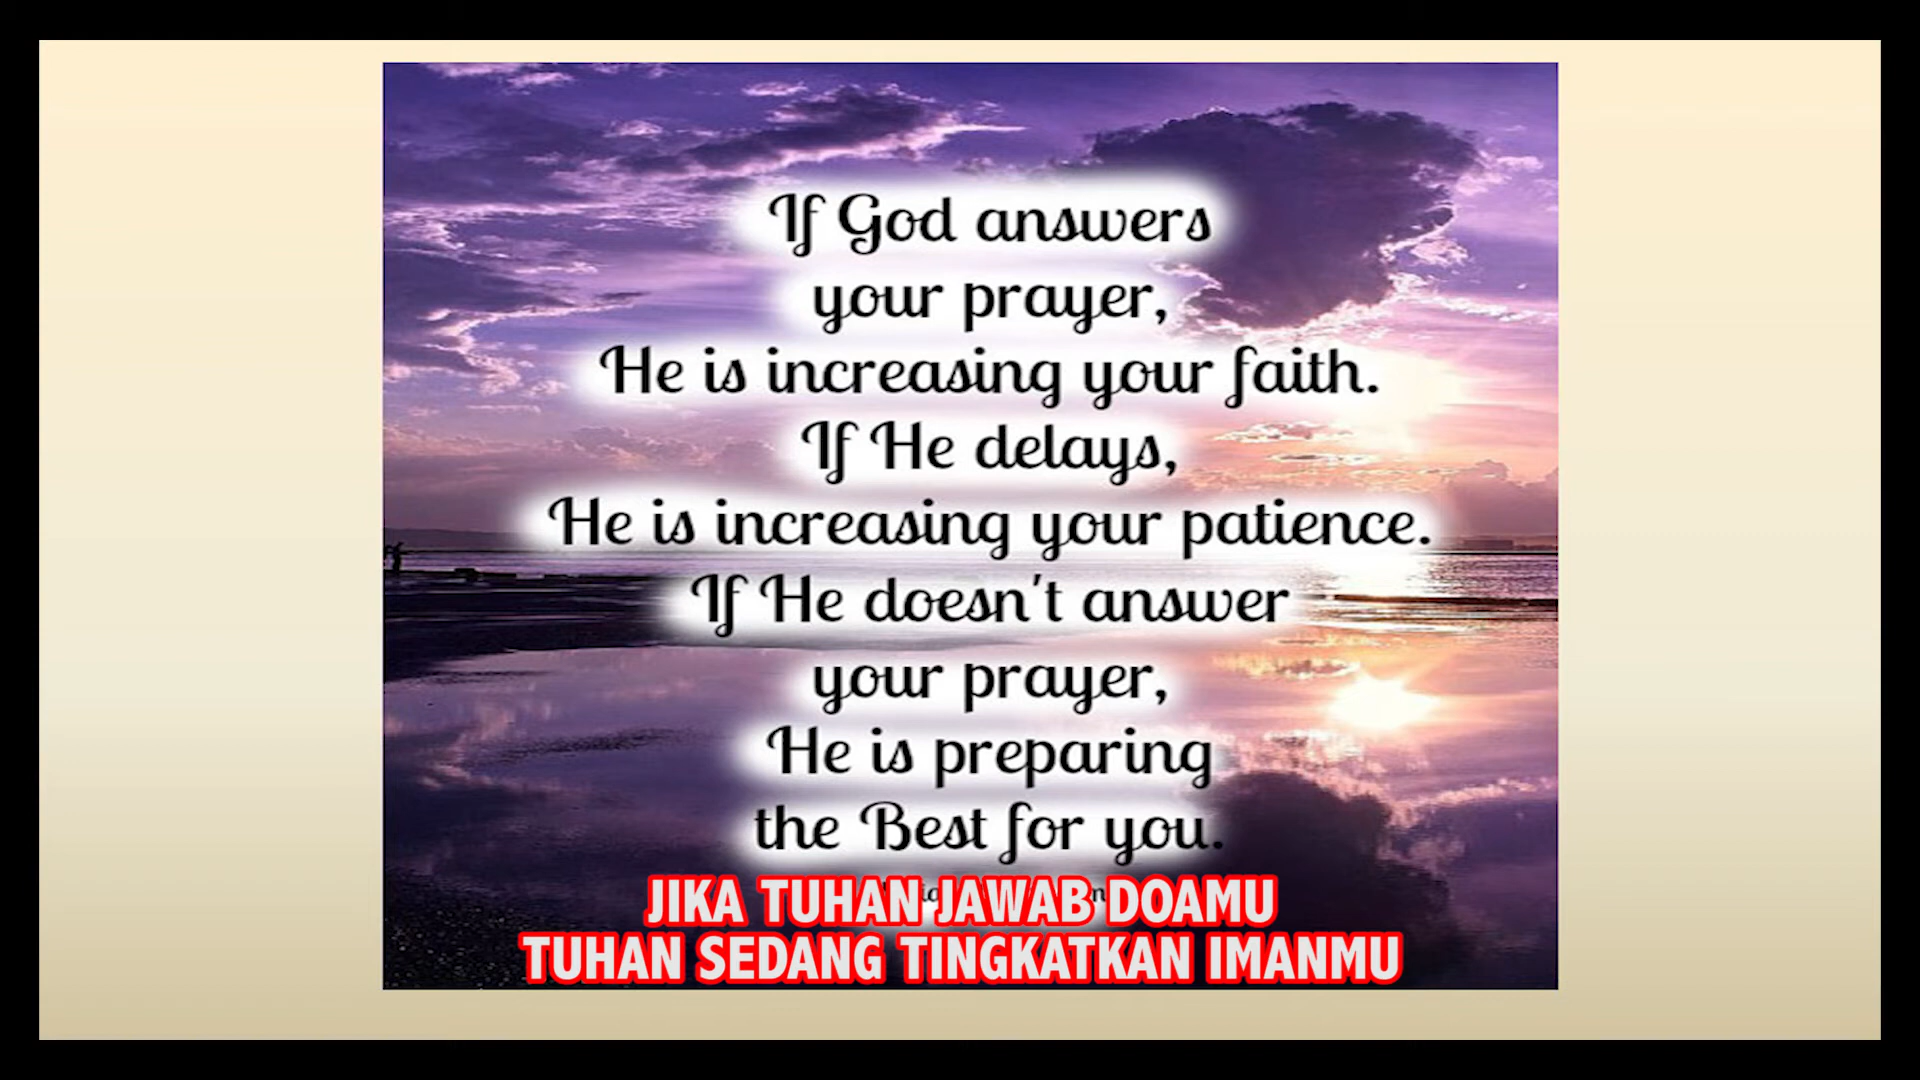 If God answers
your prayer,
He is increasing your faith.
If He delays,
He is increasing your patience.
If He doesn't answer
your prayer,
He is preparing
the Best for you.
JIKA TUHAN JAWAB DOAMU
TUHAN SEDANG TINGKATKAN IMANMU